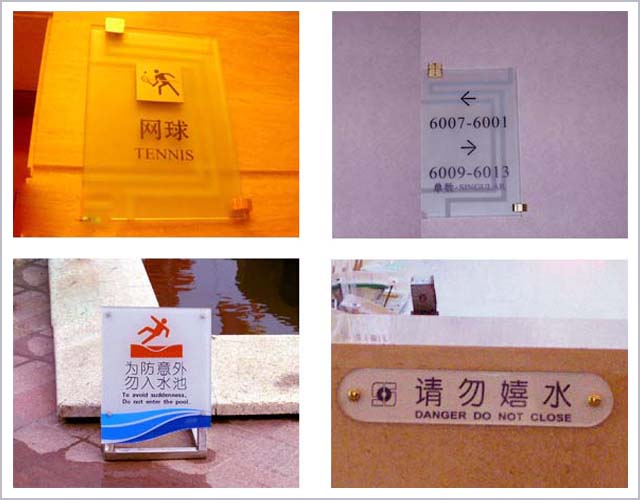 网球
TENNIS
←
6007-6001
→
6009-6013
单数·SINGULAR
为防意外
勿入水池
To avoid suddenness,
Do not enter the pool.
请勿嬉水
DANGER DO NOT CLOSE